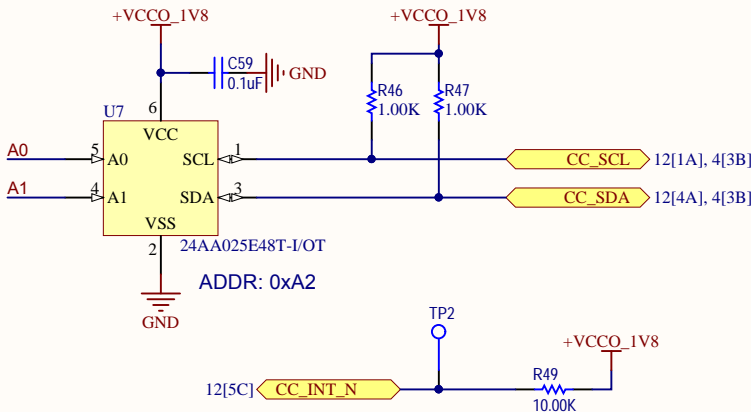 +VCCO_1V8
+VCCO_1V8
C59
0.1uF
GND
R46
1.00K
R47
1.00K
U7
6
VCC
A0
5
A0
SCL
1
CC_SCL
12[1A], 4[3B]
A1
4
A1
SDA
3
CC_SDA
12[4A], 4[3B]
VSS
2
24AA025E48T-I/OT
ADDR: 0xA2
GND
TP2
+VCCO_1V8
12[5C]
CC_INT_N
R49
10.00K